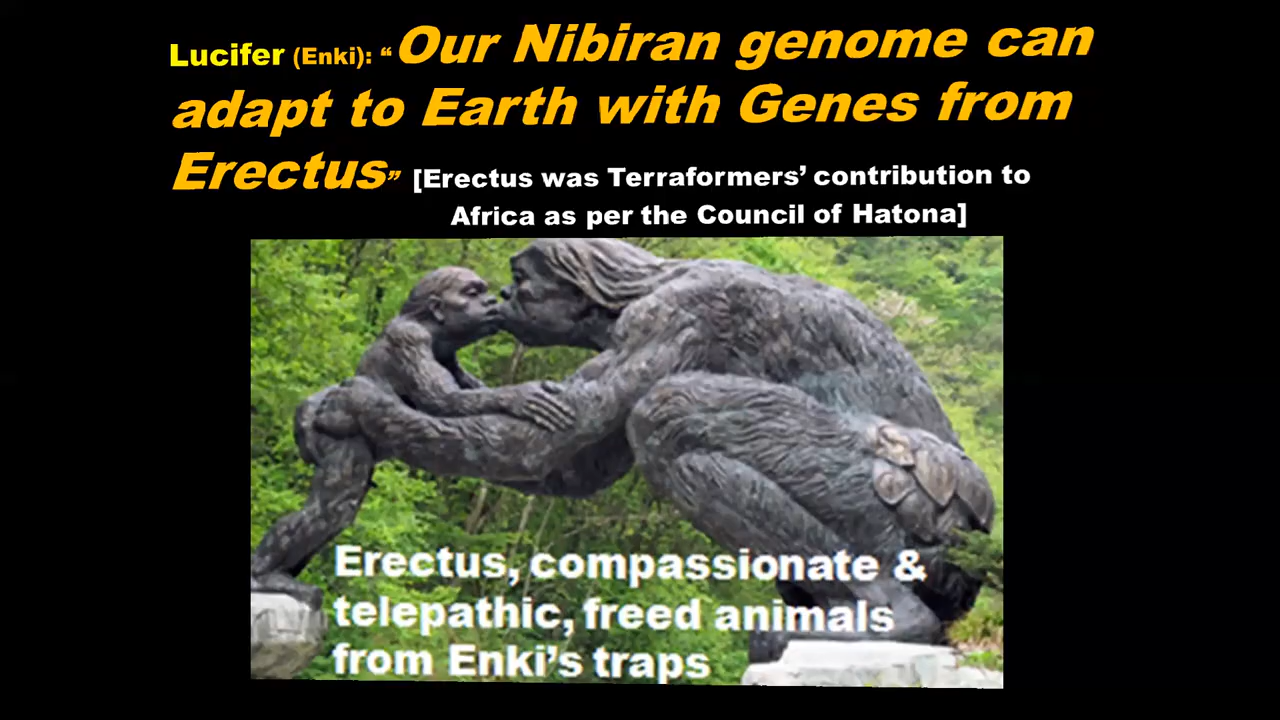 Lucifer (Enki): “Our Nibiran genome can
adapt to Earth with Genes from
Erectus” [Erectus was Terraformers’ contribution to
Africa as per the Council of Hatona]
Erectus, compassionate &
telepathic, freed animals
from Enki’s traps